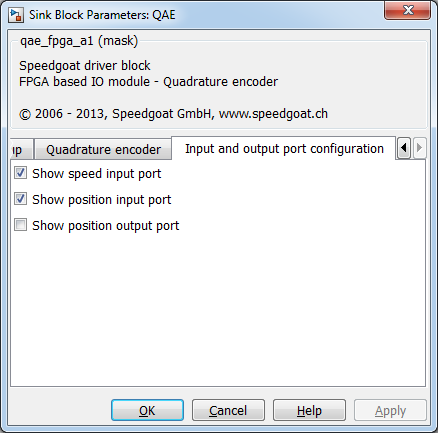 Sink Block Parameters: QAE
qae_fpga_a1 (mask)
Speedgoat driver block
FPGA based IO module - Quadrature encoder
© 2006 - 2013, Speedgoat GmbH, www.speedgoat.ch
up Quadrature encoder Input and output port configuration
Show speed input port
Show position input port
Show position output port
OK Cancel Help Apply